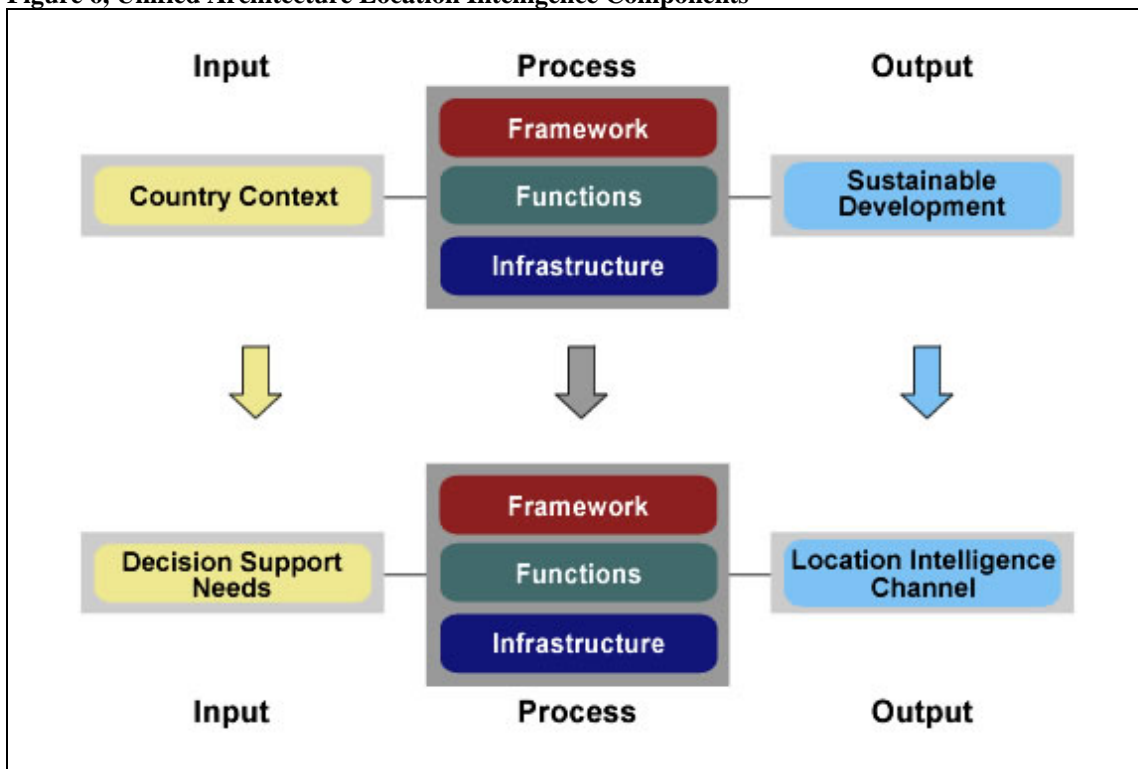 Figure 6, Unified Architecture Location Intelligence Components
Input
Process
Output
Framework
Country Context
Functions
Sustainable
Development
Infrastructure
Framework
Decision Support
Needs
Functions
Location Intelligence
Channel
Infrastructure
Input
Process
Output